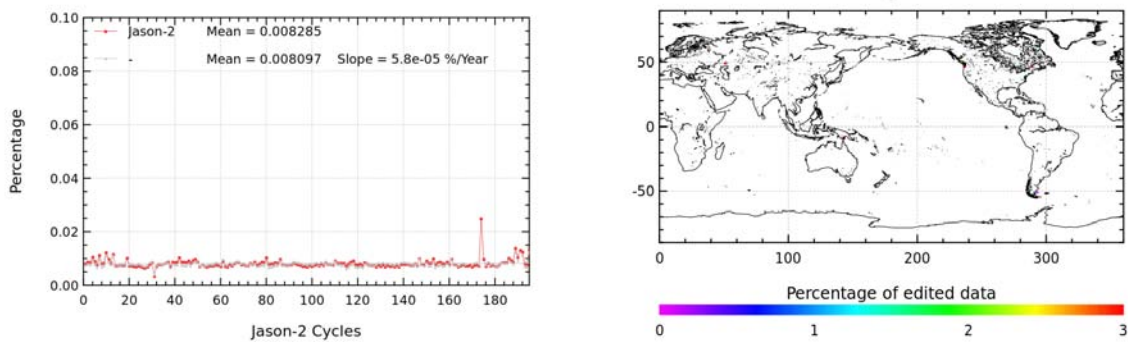 0.10
0.08
0.06
0.04
0.02
0.00
Percentage
Jason-2 Mean = 0.008285
- Mean = 0.008097 Slope = 5.8e-05 %/Year
0 20 40 60 80 100 120 140 160 180
Jason-2 Cycles
50
0
-50
0 100 200 300
Percentage of edited data
0 1 2 3